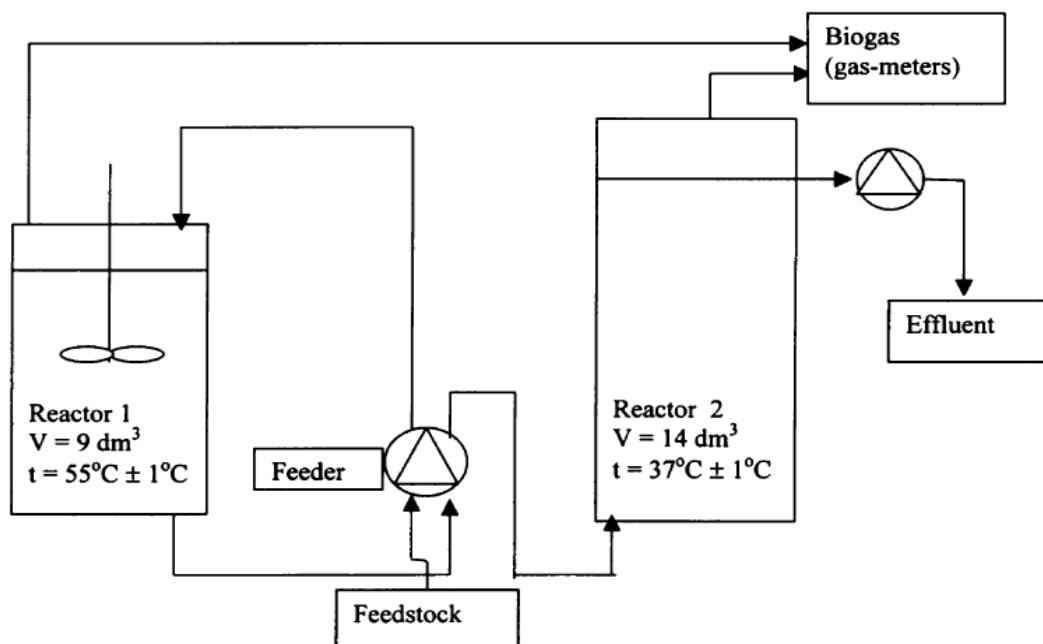 Biogas
(gas-meters)
Effluent
Reactor 1
V = 9 dm³
t = 55°C ± 1°C
Feeder
Reactor 2
V = 14 dm³
t = 37°C ± 1°C
Feedstock